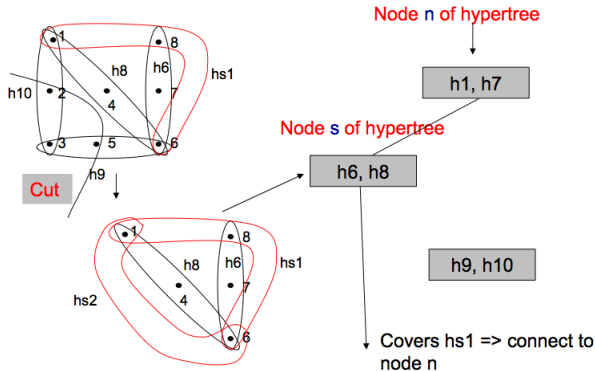 Node n of hypertree
1
8
hs1
h8
h6
h10
2
4
7
h1, h7
3
5
6
h9
Node s of hypertree
Cut
h6, h8
1
8
h8
h6
hs1
hs2
4
7
h9, h10
6
Covers hs1 => connect to
node n